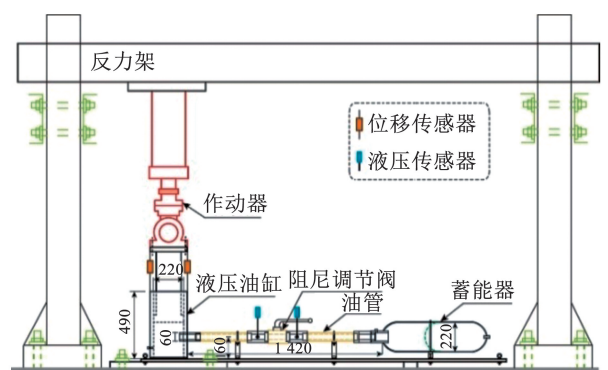 反力架
位移传感器
液压传感器
作动器
220
液压油缸
阻尼调节阀
油管
蓄能器
490
60
60
1 420
220